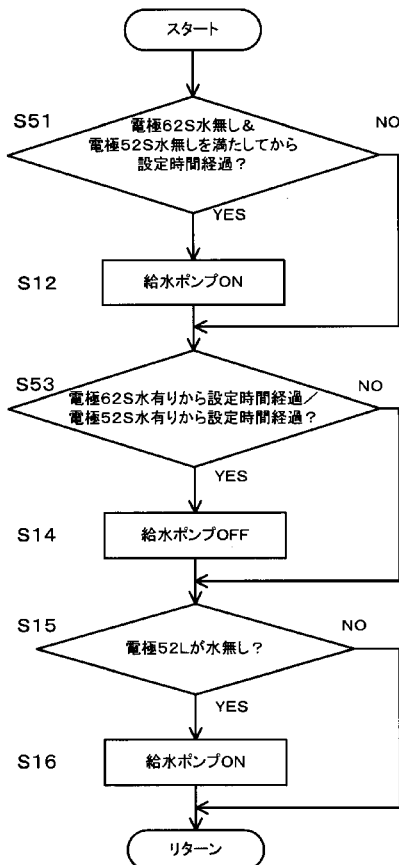 スタート
S51
電極62S水無し＆
電極52S水無しを満たしてから
設定時間経過？
NO
YES
S12
給水ポンプON
S53
電極62S水有りから設定時間経過／
電極52S水有りから設定時間経過？
NO
YES
S14
給水ポンプOFF
S15
電極52Lが水無し？
NO
YES
S16
給水ポンプON
リターン